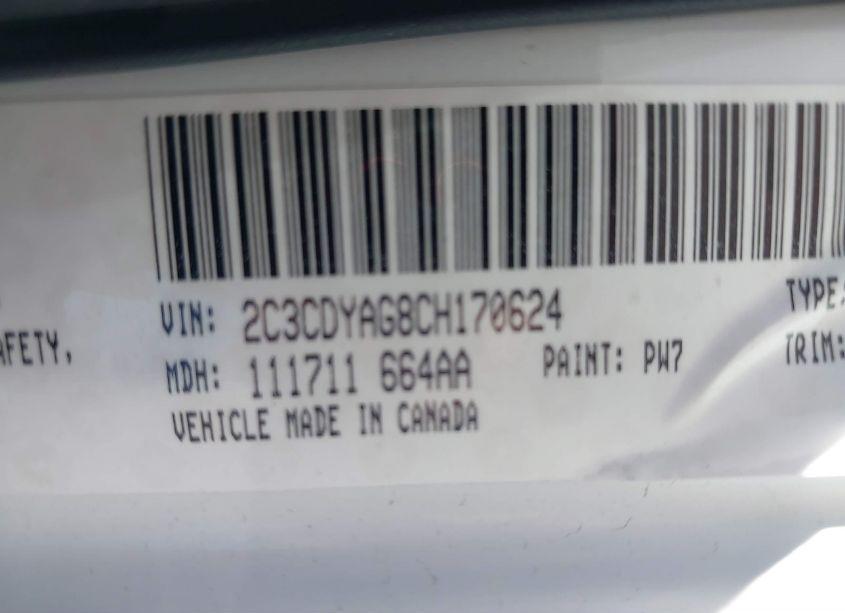 VIN: 2C3CDYAG8CH170624 TYPE:
AFETY,
MDH: 111711 664AA PAINT: PW7 TRIM:
VEHICLE MADE IN CANADA